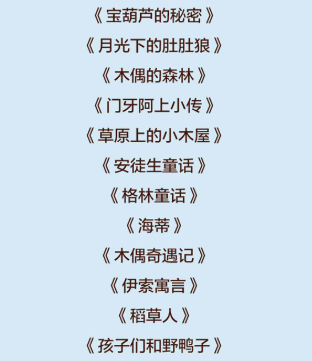 《宝葫芦的秘密》
《月光下的肚肚狼》
《木偶的森林》
《门牙阿上小传》
《草原上的小木屋》
《安徒生童话》
《格林童话》
《海蒂》
《木偶奇遇记》
《伊索寓言》
《稻草人》
《孩子们和野鸭子》